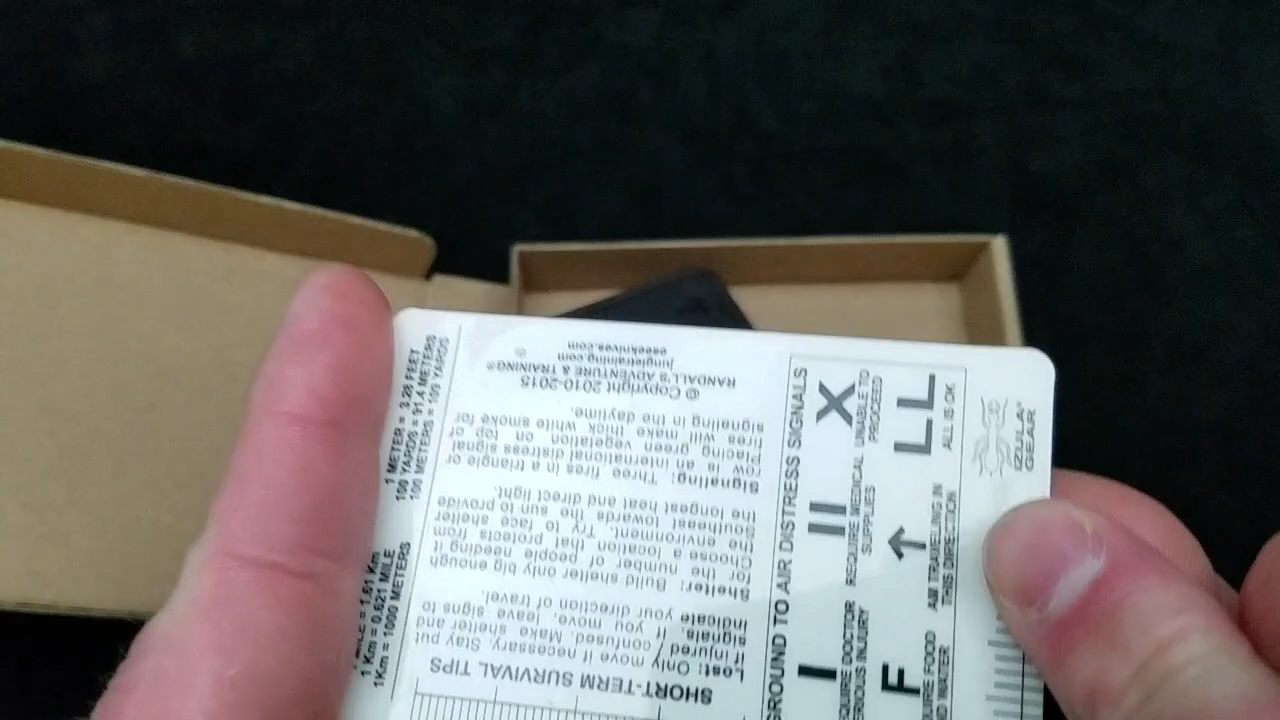 1 METER = 3.28 FEET
100 YARDS = 91.4 METERS
100 METERS = 109 YARDS
= 1.61 Km
1 Km = 0.621 MILE
1Km = 1000 METERS
SHORT-TERM SURVIVAL TIPS
Lost: Only move if necessary. Stay put
if injured / confused. Make shelter and
signals. If you move, leave signs to
indicate your direction of travel.
Shelter: Build shelter only big enough
for the number of people needing it.
Choose a location that protects from
the environment. Try to face shelter
Southeast towards the sun to provide
the longest heat and direct light.
Signaling: Three fires in a triangle or
row is an international distress signal.
Placing green vegetation on top of
fires will make thick, white smoke for
signaling in the daytime.
© Copyright 2010-2015
RANDALL'S ADVENTURE & TRAINING®
jungletraining.com
eseeknives.com
GROUND TO AIR DISTRESS SIGNALS
I II X
REQUIRE MEDICAL
SUPPLIES
UNABLE TO
PROCEED
F ↑ LL
AM TRAVELING IN
THIS DIRECTION
ALL IS OK
IZULA®
GEAR